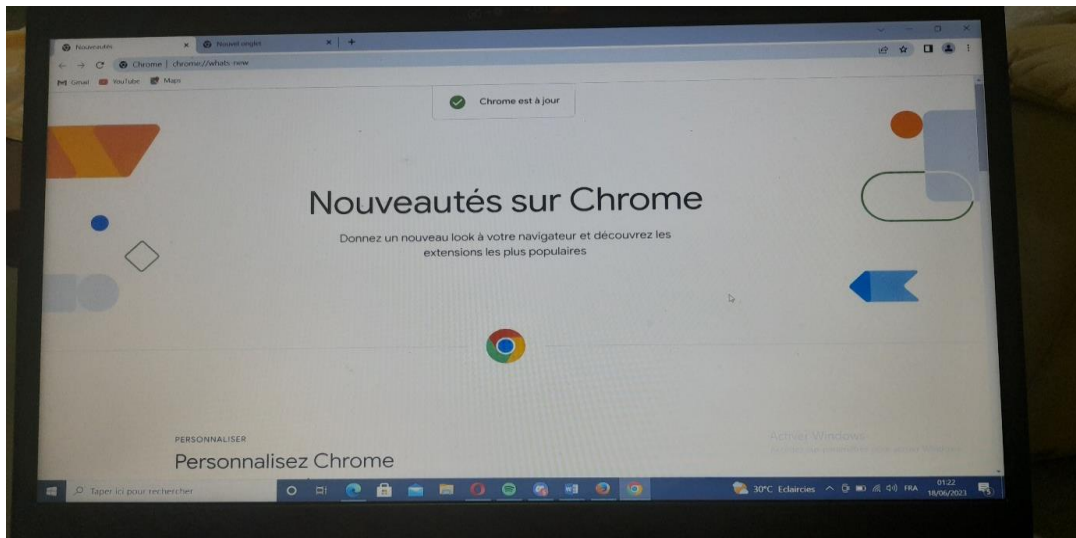 Nouveautés
Nouvel onglet
Chrome | chrome://whats-new
Gmail YouTube Maps
Chrome est à jour
Nouveautés sur Chrome
Donnez un nouveau look à votre navigateur et découvrez les
extensions les plus populaires
PERSONNALISER
Personnalisez Chrome
Activer Windows
Taper ici pour rechercher
30°C Eclaircies
FRA
01:22
18/06/2023